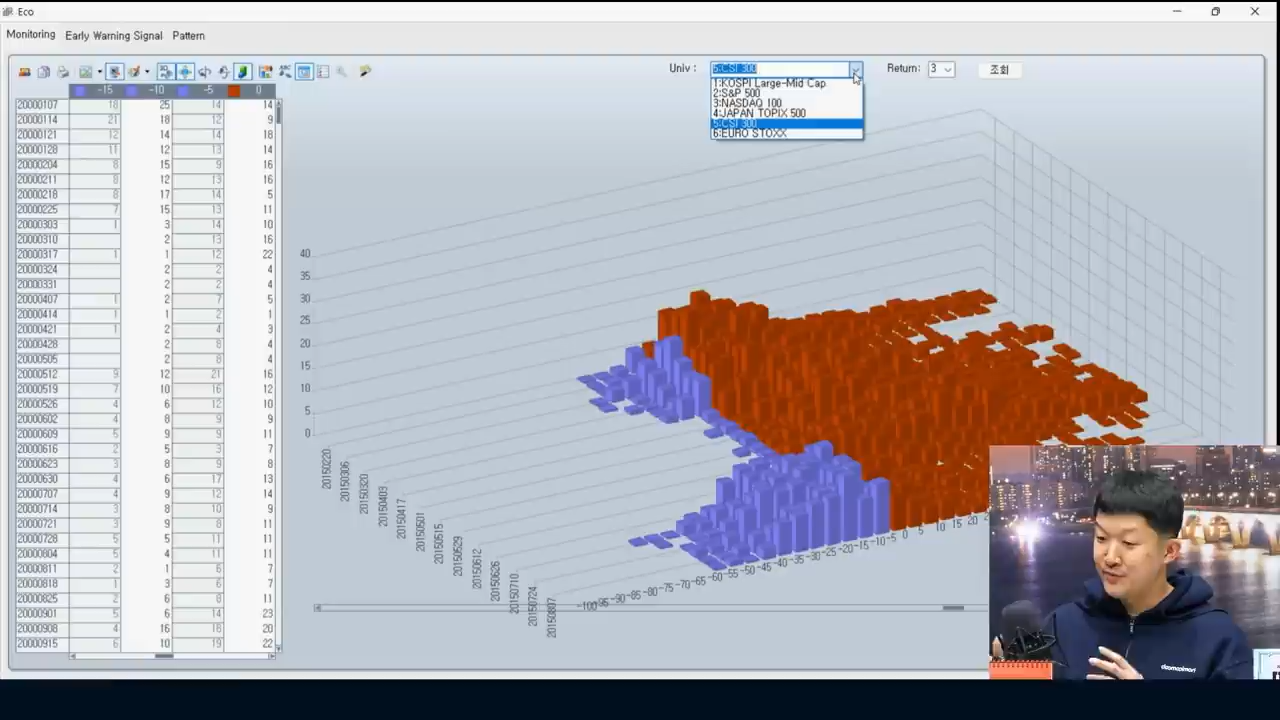 Eco
Monitoring Early Warning Signal Pattern
Univ : 5:CSI 300 Return: 3 조회
1:KOSPI Large-Mid Cap
2:S&P 500
3:NASDAQ 100
4:JAPAN TOPIX 500
5:CSI 300
6:EURO STOXX
-15 -10 -5 0
20000107 18 25 14 14
20000114 21 18 12 9
20000121 12 14 14 18
20000128 11 12 13 14
20000204 8 15 9 16
20000211 8 12 13 16
20000218 8 17 14 5
20000225 7 15 13 11
20000303 1 3 14 10
20000310 2 13 16
20000317 1 1 12 22
20000324 2 2 4
20000331 2 2 4
20000407 1 2 7 5
20000414 1 1 2 1
20000421 1 2 4 3
20000428 2 8 4
20000505 2 8 4
20000512 9 12 21 16
20000519 7 10 16 12
20000526 4 6 12 10
20000602 4 8 9 9
20000609 5 9 9 11
20000616 2 5 3 7
20000623 3 8 9 8
20000630 4 6 17 13
20000707 4 9 12 14
20000714 3 8 10 9
20000721 3 9 8 11
20000728 5 5 11 11
20000804 5 4 11 11
20000811 2 1 6 7
20000818 1 3 6 7
20000825 2 6 8 11
20000901 5 6 14 23
20000908 4 16 18 20
20000915 6 10 19 22
40
35
30
25
20
15
10
5
0
20150220
20150306
20150320
20150403
20150417
20150501
20150515
20150529
20150612
20150626
20150710
20150724
20150807
-100 -95 -90 -85 -80 -75 -70 -65 -60 -55 -50 -45 -40 -35 -30 -25 -20 -15 -10 -5 0 5 10 15 20